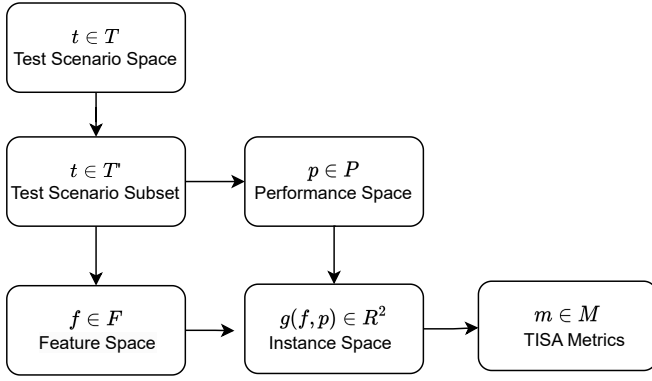 t ∈ T
Test Scenario Space
t ∈ T'
Test Scenario Subset
p ∈ P
Performance Space
f ∈ F
Feature Space
g(f, p) ∈ R²
Instance Space
m ∈ M
TISA Metrics